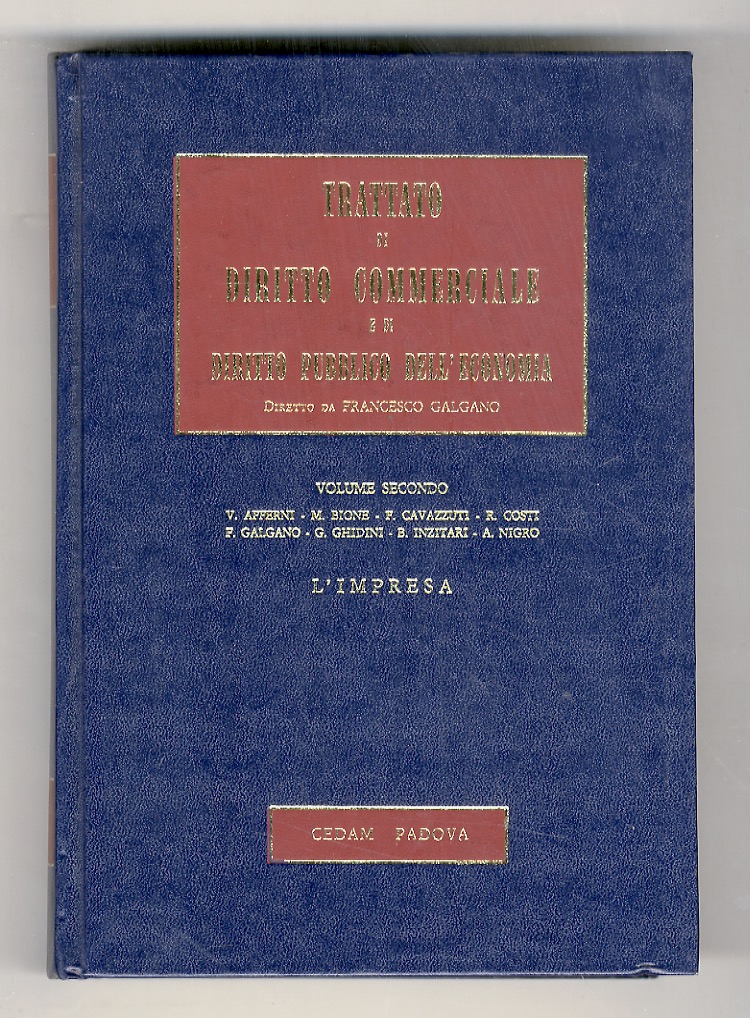 TRATTATO
DI
DIRITTO COMMERCIALE
E DI
DIRITTO PUBBLICO DELL'ECONOMIA
DIRETTO DA FRANCESCO GALGANO
VOLUME SECONDO
V. AFFERNI - M. BIONE - F. CAVAZZUTI - R. COSTI
F. GALGANO - G. GHIDINI - B. INZITARI - A. NIGRO
L'IMPRESA
CEDAM PADOVA